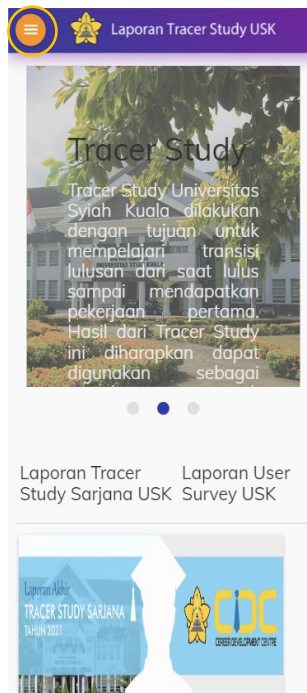 Laporan Tracer Study USK
Tracer Study
Tracer Study Universitas
Syiah Kuala dilakukan
dengan tujuan untuk
mempelajari transisi
lulusan dari saat lulus
sampai mendapatkan
pekerjaan pertama.
Hasil dari Tracer Study
ini diharapkan dapat
digunakan sebagai
Laporan Tracer
Study Sarjana USK
Laporan User
Survey USK
Laporan Akhir
TRACER STUDY SARJANA
TAHUN 2021
CDC
CAREER DEVELOPMENT CENTRE